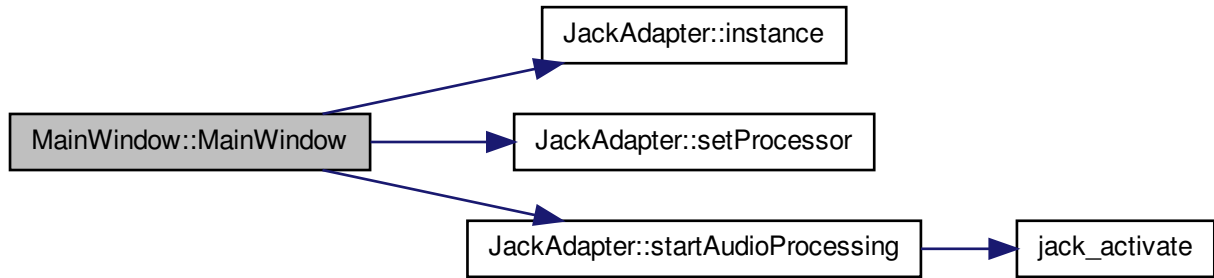 JackAdapter::instance
MainWindow::MainWindow
JackAdapter::setProcessor
JackAdapter::startAudioProcessing
jack_activate